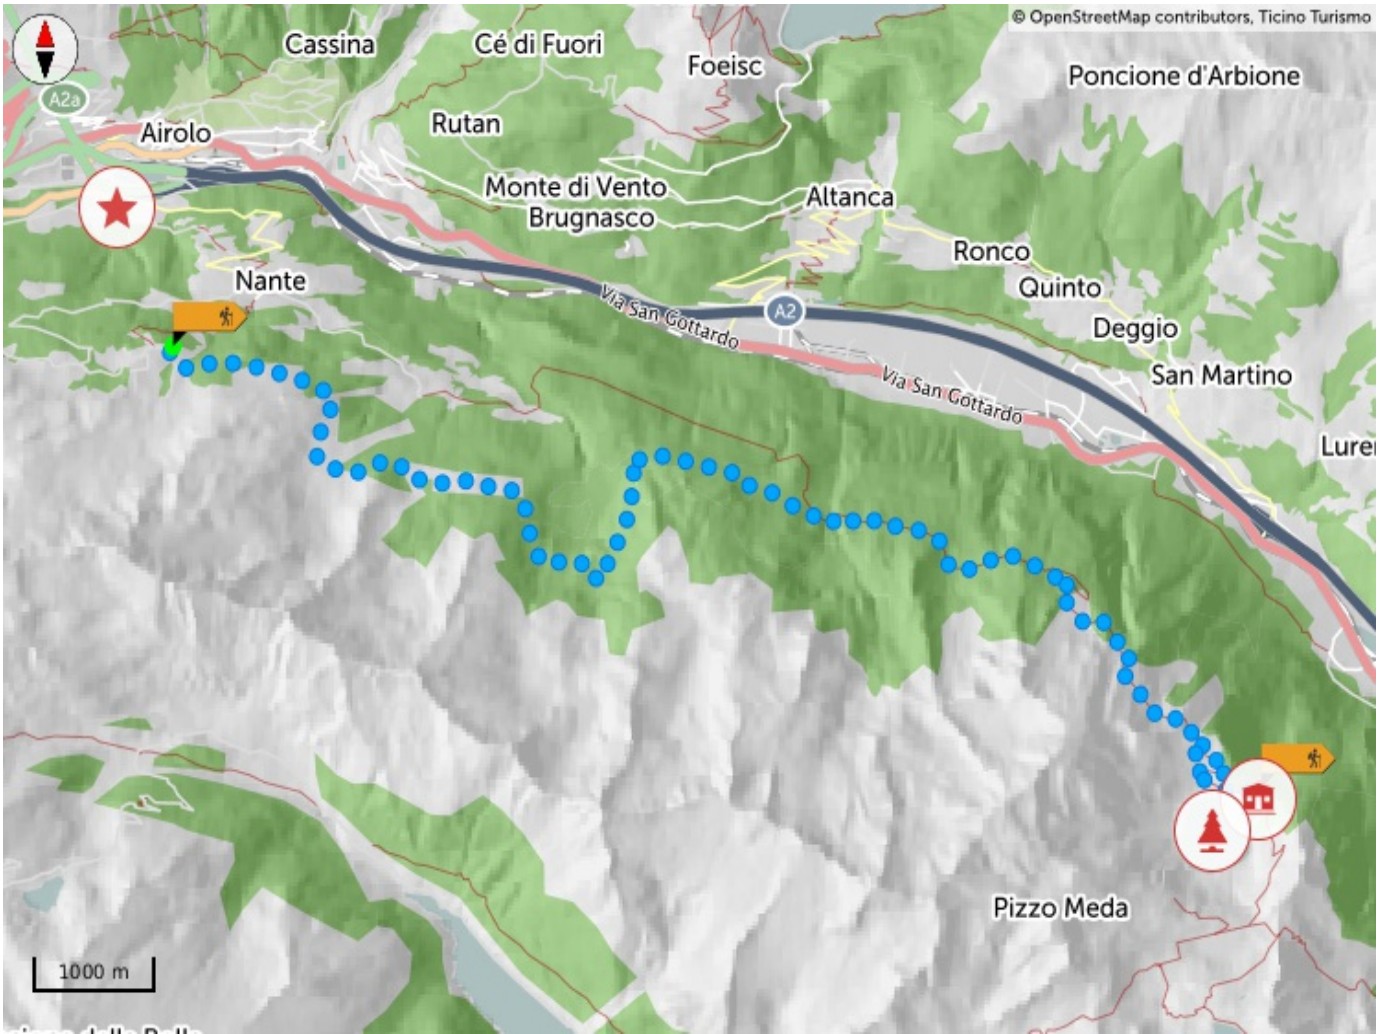 © OpenStreetMap contributors, Ticino Turismo
Cassina
Cé di Fuori
Foeisc
Poncione d'Arbione
A2a
Airolo
Rutan
Monte di Vento
Brugnasco
Altanca
Ronco
Nante
Quinto
Via San Gottardo
A2
Deggio
Via San Gottardo
San Martino
Lurer
Pizzo Meda
1000 m